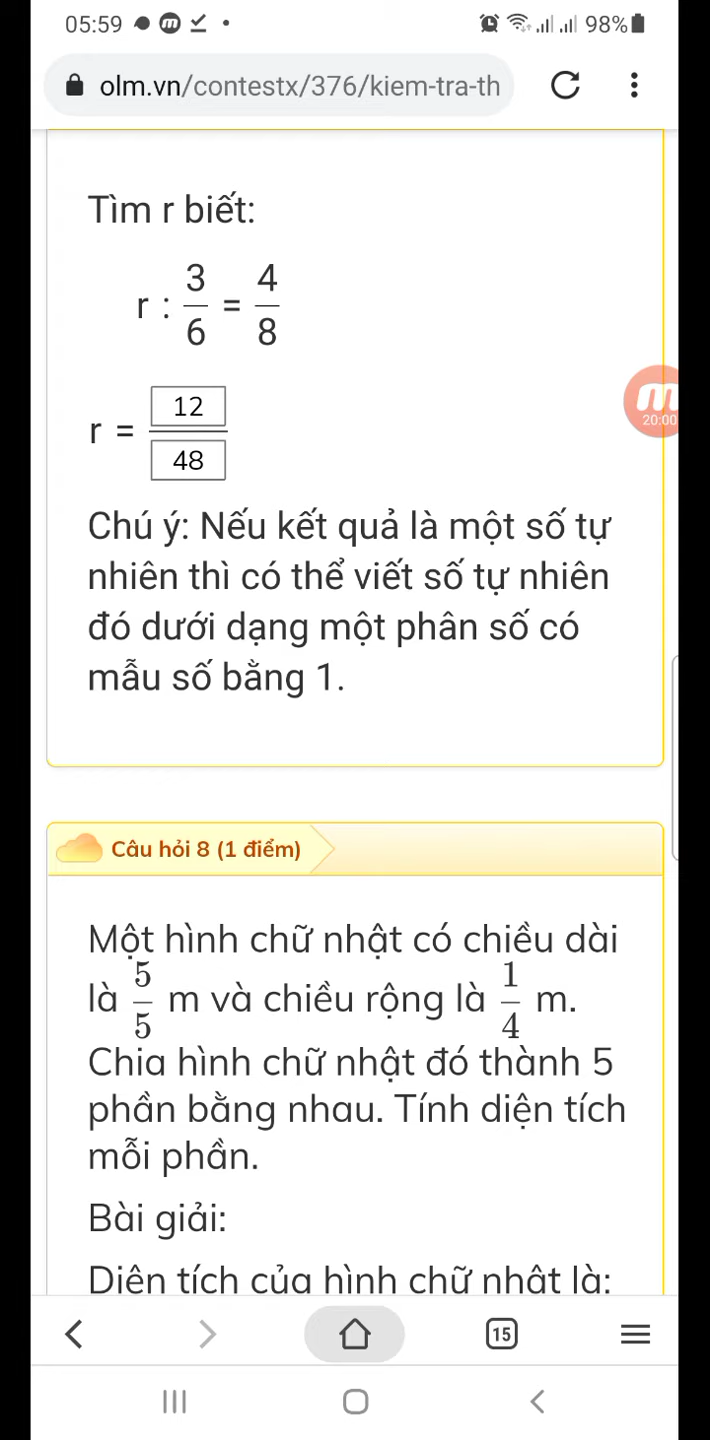 05:59
98%
olm.vn/contestx/376/kiem-tra-th
Tìm r biết:
r : 3/6 = 4/8
20:00
r = 12/48
Chú ý: Nếu kết quả là một số tự
nhiên thì có thể viết số tự nhiên
đó dưới dạng một phân số có
mẫu số bằng 1.
Câu hỏi 8 (1 điểm)
Một hình chữ nhật có chiều dài
là 5/5 m và chiều rộng là 1/4 m.
Chia hình chữ nhật đó thành 5
phần bằng nhau. Tính diện tích
mỗi phần.
Bài giải:
Diện tích của hình chữ nhật là:
15